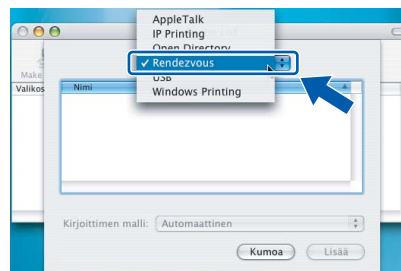 AppleTalk
IP Printing
Open Directory
✓ Rendezvous
USB
Windows Printing
Make
Valikos
Nimi
Kirjoittimen malli: Automaattinen
Kumoa Lisää